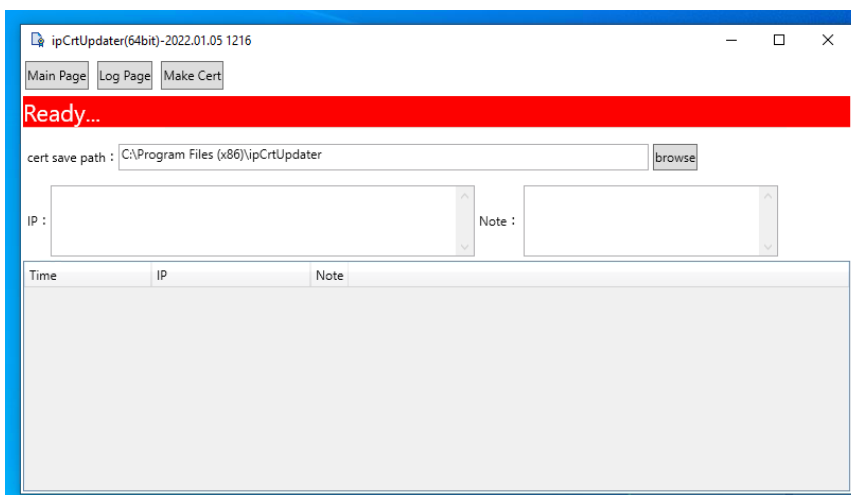 ipCrtUpdater(64bit)-2022.01.05 1216
Main Page Log Page Make Cert
Ready...
cert save path : C:\Program Files (x86)\ipCrtUpdater browse
IP : Note :
Time IP Note